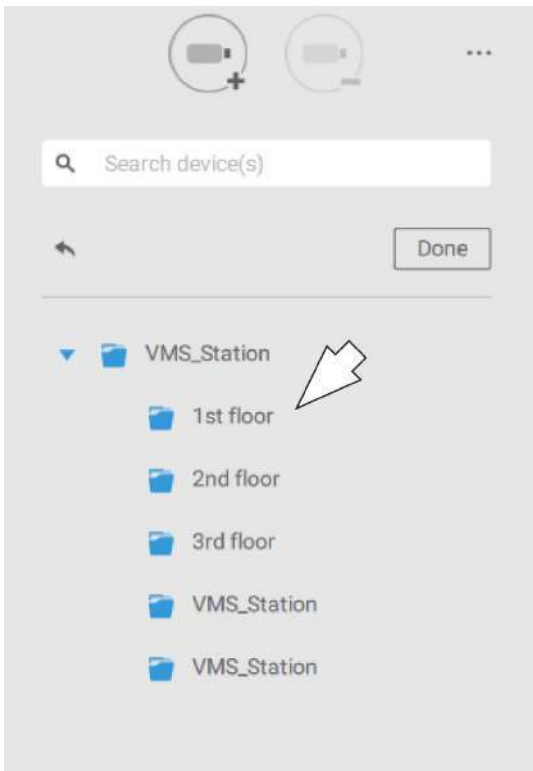 ...
Search device(s)
Done
VMS_Station
1st floor
2nd floor
3rd floor
VMS_Station
VMS_Station